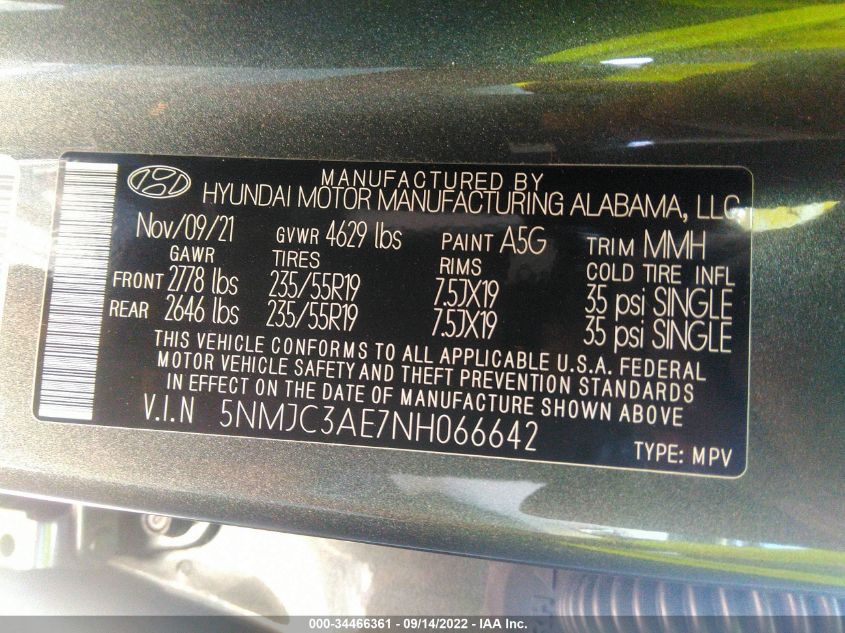 MANUFACTURED BY
HYUNDAI MOTOR MANUFACTURING ALABAMA, LLC
Nov/09/21 GVWR 4629 lbs PAINT A5G TRIM MMH
GAWR TIRES RIMS COLD TIRE INFL
FRONT 2778 lbs 235/55R19 7.5JX19 35 psi SINGLE
REAR 2646 lbs 235/55R19 7.5JX19 35 psi SINGLE
THIS VEHICLE CONFORMS TO ALL APPLICABLE U.S.A. FEDERAL
MOTOR VEHICLE SAFETY AND THEFT PREVENTION STANDARDS
IN EFFECT ON THE DATE OF MANUFACTURE SHOWN ABOVE
V.I.N 5NMJC3AE7NH066642
TYPE: MPV
000-34466361 - 09/14/2022 - IAA Inc.